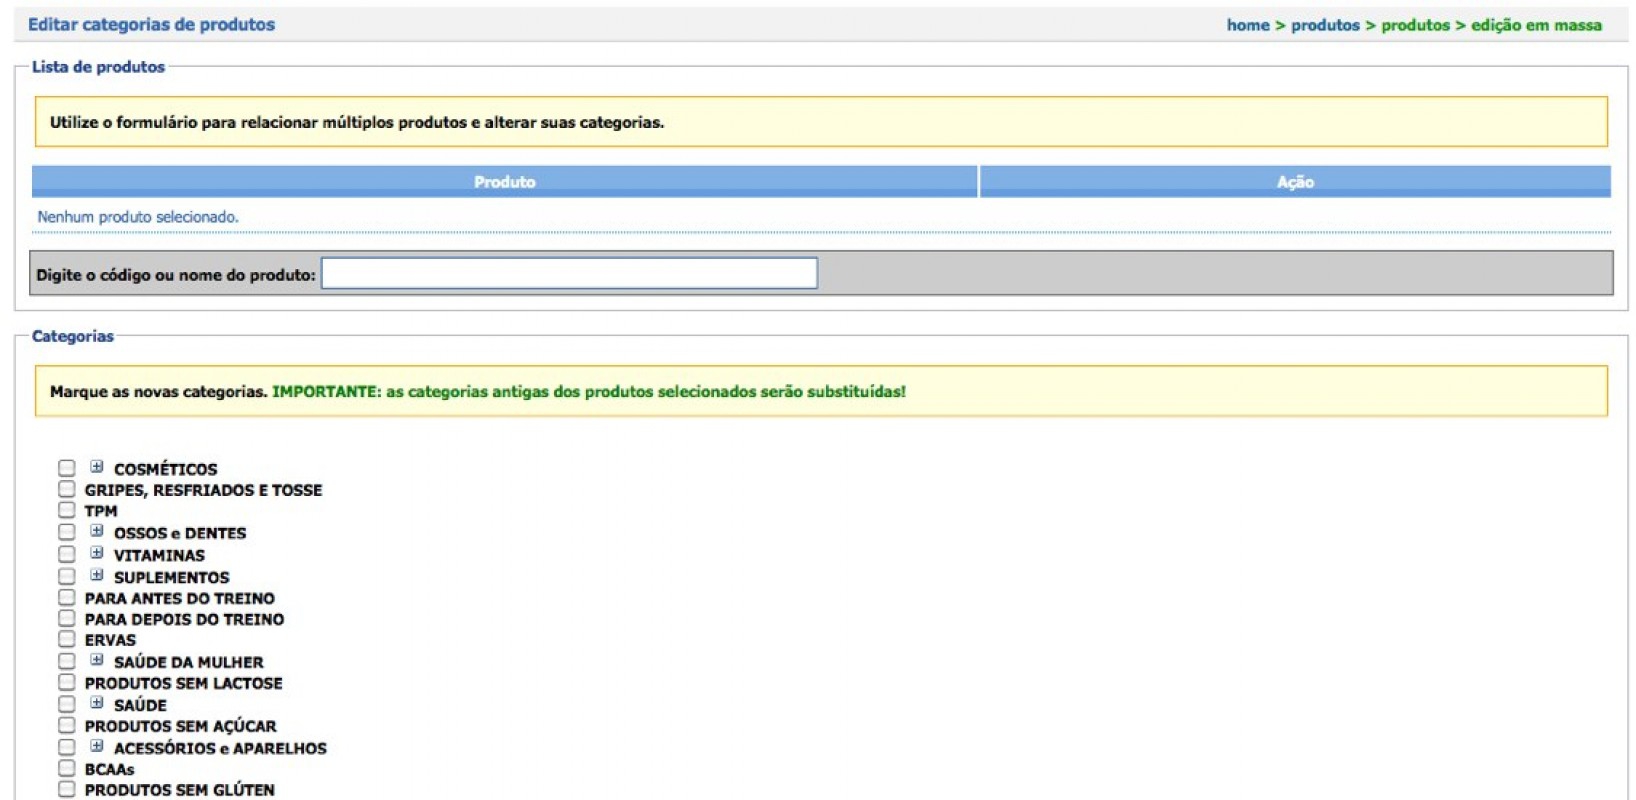 Editar categorias de produtos
home > produtos > produtos > edição em massa
Lista de produtos
Utilize o formulário para relacionar múltiplos produtos e alterar suas categorias.
Produto Ação
Nenhum produto selecionado.
Digite o código ou nome do produto:
Categorias
Marque as novas categorias. IMPORTANTE: as categorias antigas dos produtos selecionados serão substituídas!
COSMÉTICOS
GRIPES, RESFRIADOS E TOSSE
TPM
OSSOS e DENTES
VITAMINAS
SUPLEMENTOS
PARA ANTES DO TREINO
PARA DEPOIS DO TREINO
ERVAS
SAÚDE DA MULHER
PRODUTOS SEM LACTOSE
SAÚDE
PRODUTOS SEM AÇÚCAR
ACESSÓRIOS e APARELHOS
BCAAs
PRODUTOS SEM GLÚTEN